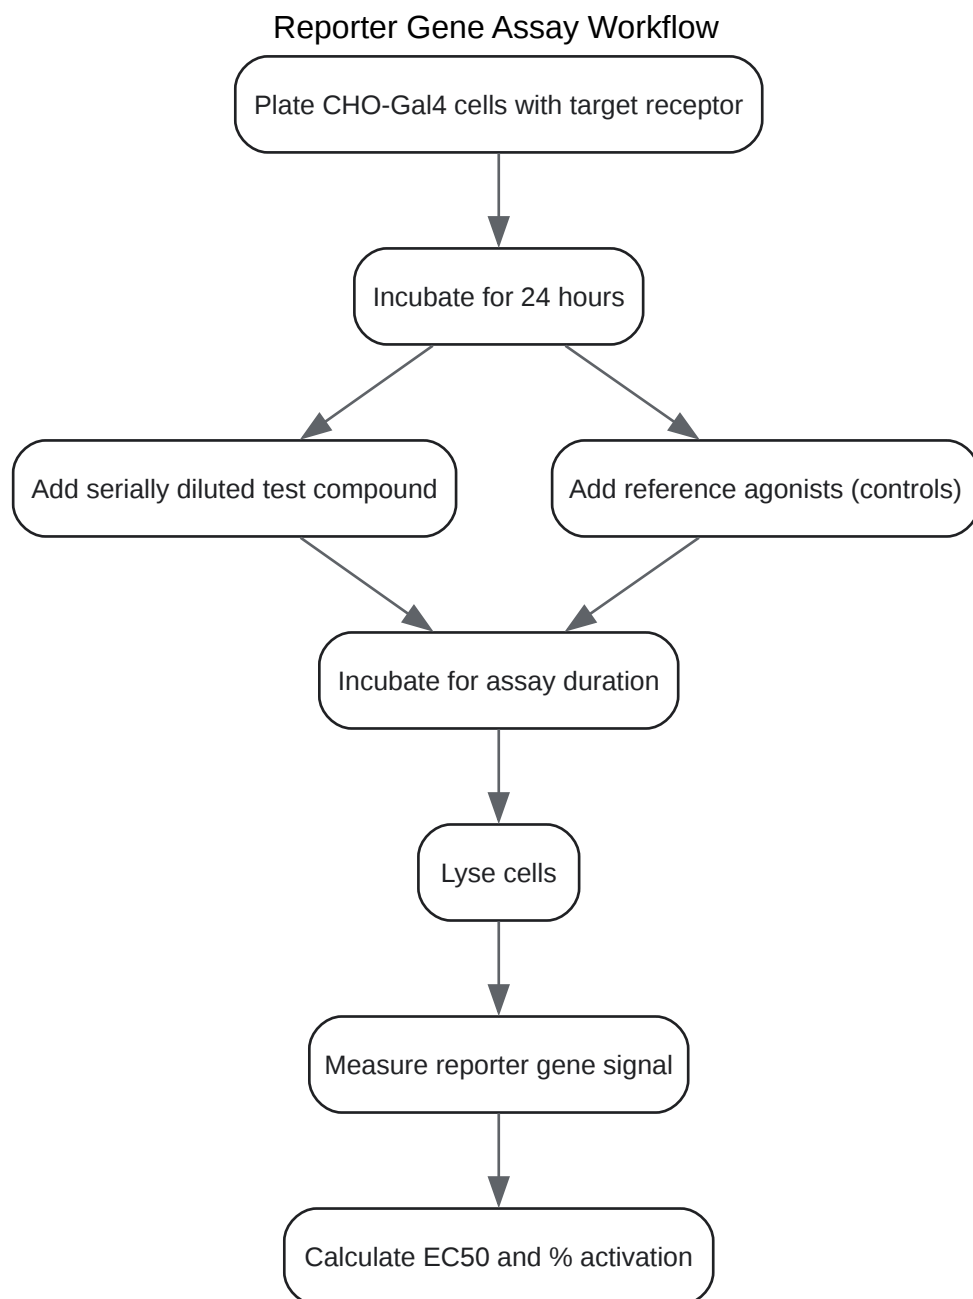 Reporter Gene Assay Workflow
Plate CHO-Gal4 cells with target receptor
Incubate for 24 hours
Add serially diluted test compound
Add reference agonists (controls)
Incubate for assay duration
Lyse cells
Measure reporter gene signal
Calculate EC50 and % activation